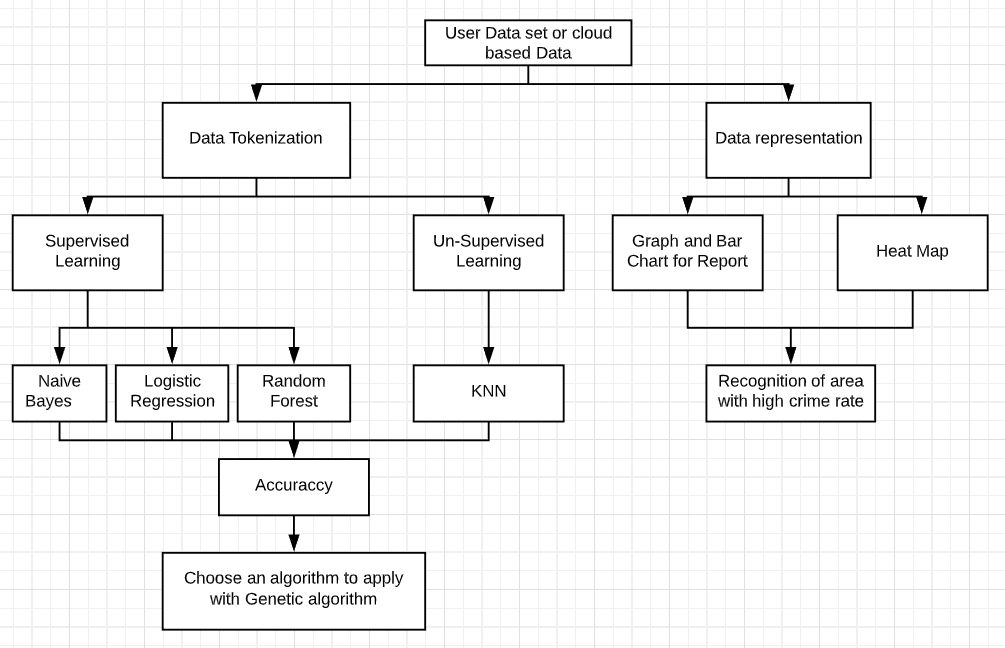 User Data set or cloud
based Data
Data Tokenization
Data representation
Supervised
Learning
Un-Supervised
Learning
Graph and Bar
Chart for Report
Heat Map
Naive
Bayes
Logistic
Regression
Random
Forest
KNN
Recognition of area
with high crime rate
Accuraccy
Choose an algorithm to apply
with Genetic algorithm